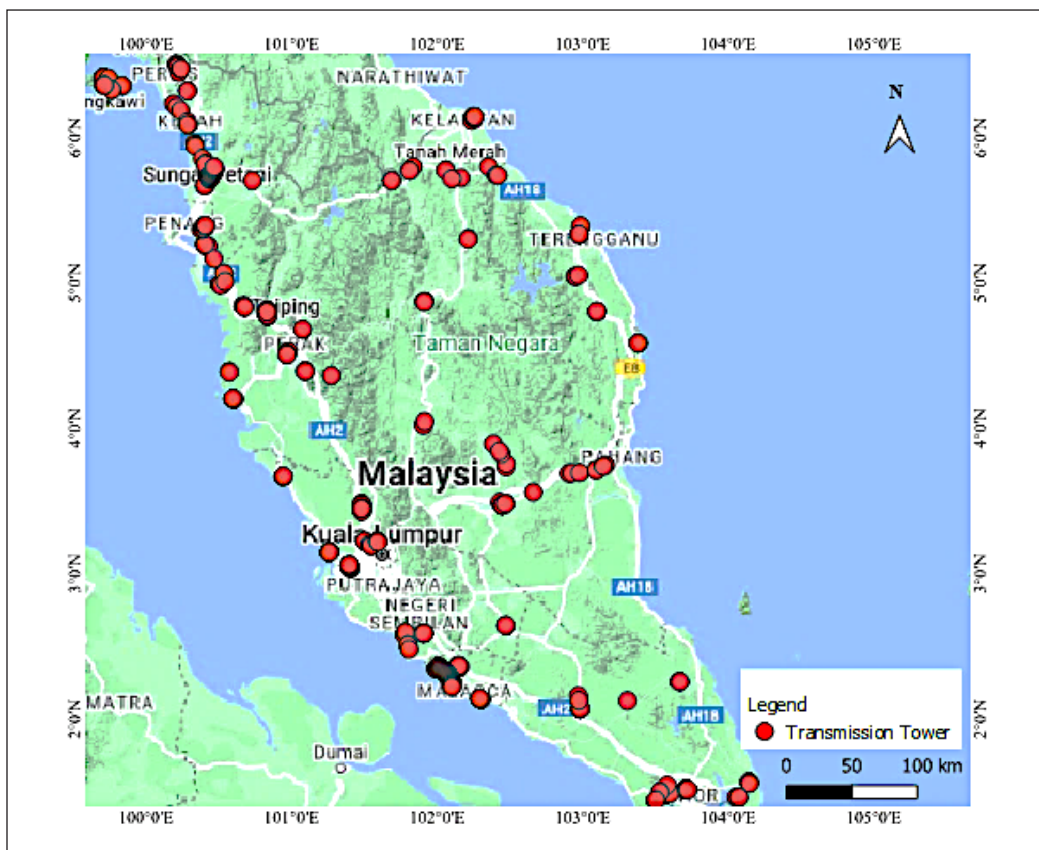 100°0'E 101°0'E 102°0'E 103°0'E 104°0'E 105°0'E
NARATHIWAT
N
6°0'N
6°0'N
Tanah Merah
AH18
PENANG
TERENGGANU
5°0'N
5°0'N
Taiping
Taman Negara
PERAK
E8
4°0'N
AH2
4°0'N
PAHANG
Malaysia
Kuala Lumpur
3°0'N
PUTRAJAYA
AH18
3°0'N
NEGERI
SEMBILAN
MATRA
2°0'N
AH18
2°0'N
Dumai
Legend
Transmission Tower
0 50 100 km
100°0'E 101°0'E 102°0'E 103°0'E 104°0'E 105°0'E